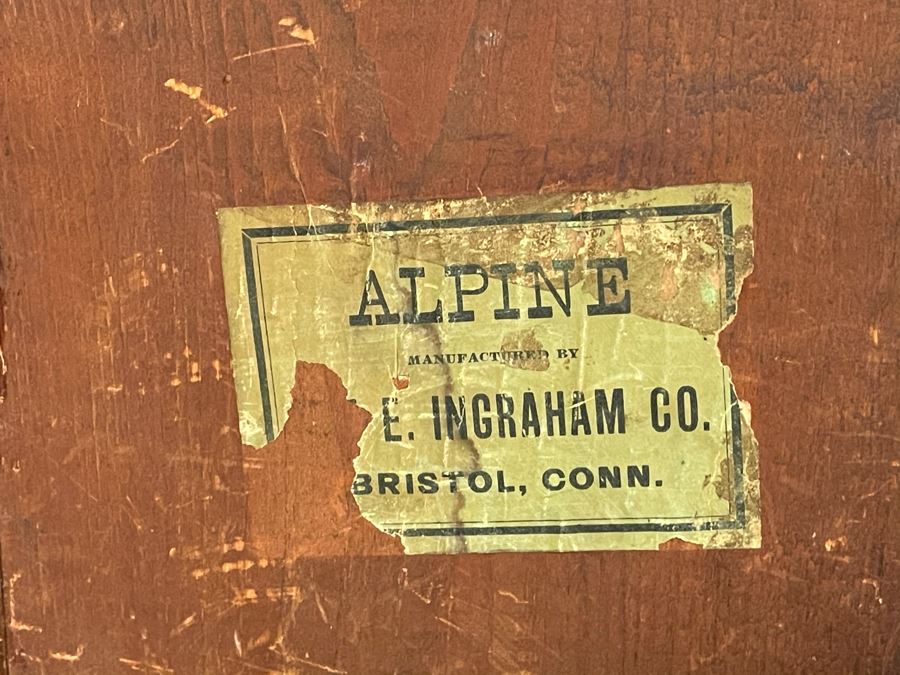 ALPINE
MANUFACTURED BY
E. INGRAHAM CO.
BRISTOL, CONN.